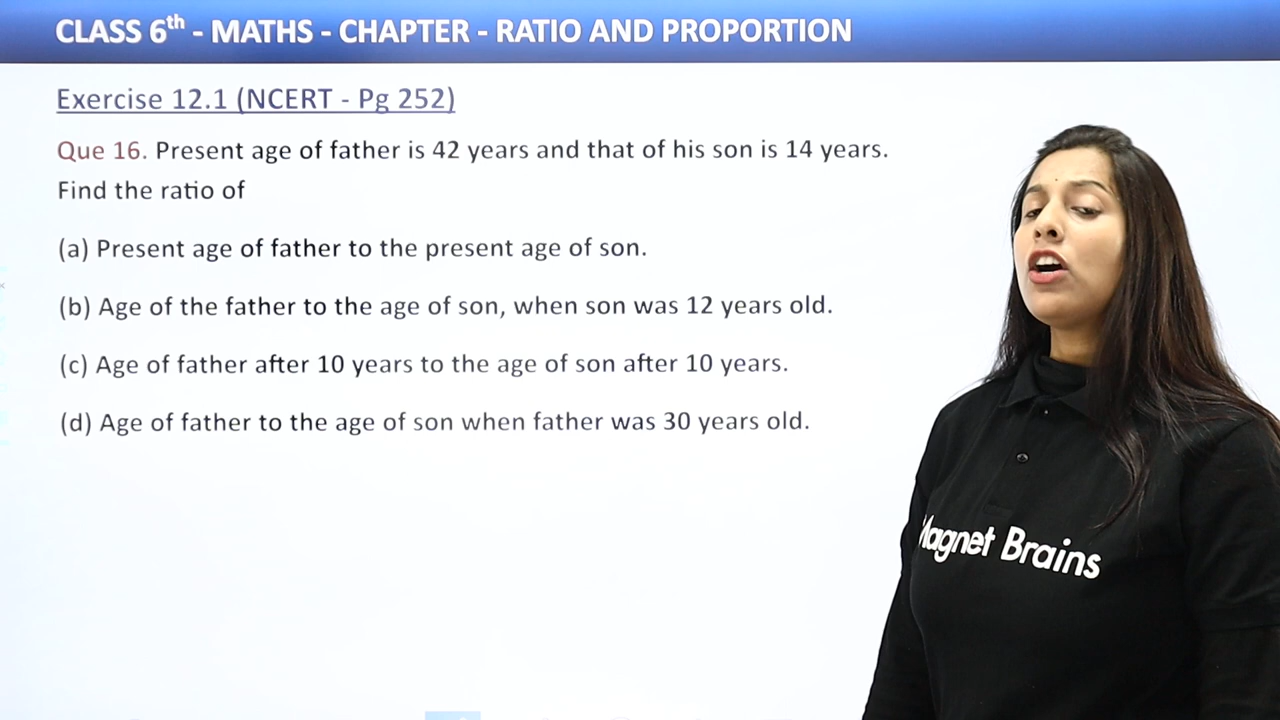 CLASS 6th - MATHS - CHAPTER - RATIO AND PROPORTION
Exercise 12.1 (NCERT - Pg 252)
Que 16. Present age of father is 42 years and that of his son is 14 years.
Find the ratio of
(a) Present age of father to the present age of son.
(b) Age of the father to the age of son, when son was 12 years old.
(c) Age of father after 10 years to the age of son after 10 years.
(d) Age of father to the age of son when father was 30 years old.
Magnet Brains